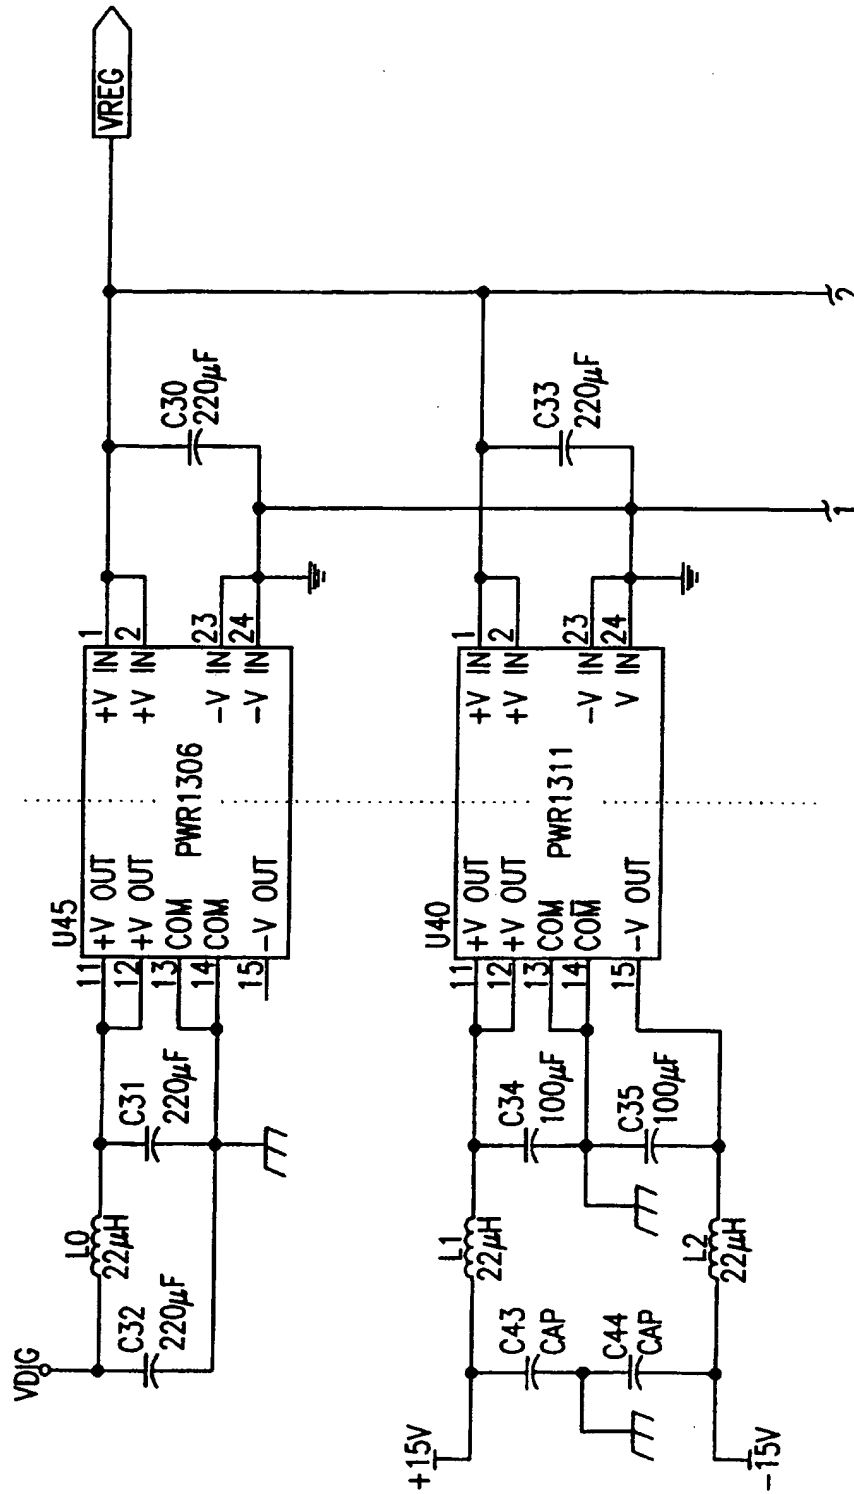 VREG
C30
220µF
C33
220µF
2
1
U45
1
+V IN
2
+V IN
23
-V IN
24
-V IN
PWR1306
11
+V OUT
12
+V OUT
13
COM
14
COM
15
-V OUT
C31
220µF
L0
22µH
C32
220µF
VDIG
U40
1
+V IN
2
+V IN
23
-V IN
24
V IN
PWR1311
11
+V OUT
12
+V OUT
13
COM
14
COM
15
-V OUT
C34
100µF
C35
100µF
L1
22µH
L2
22µH
C43
CAP
C44
CAP
+15V
-15V